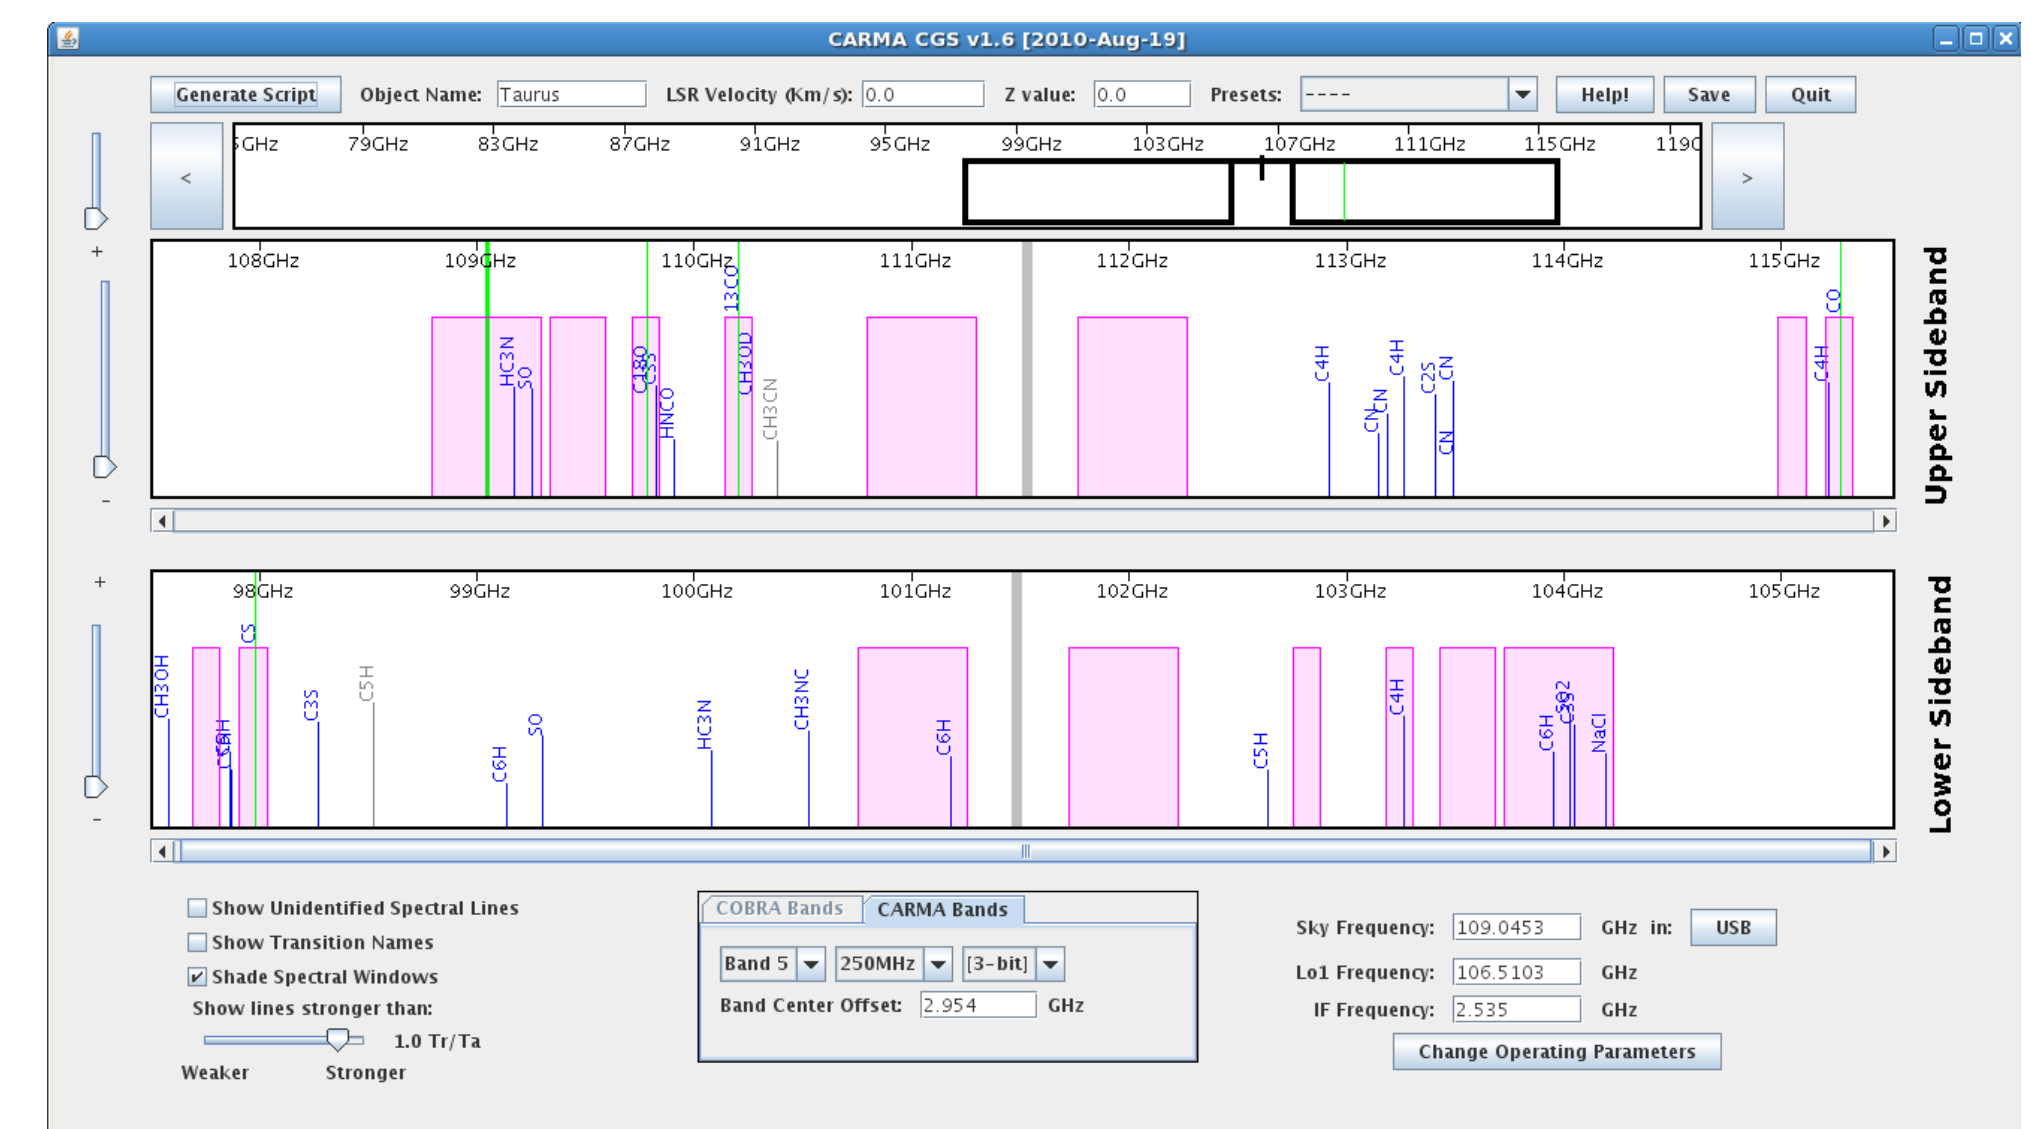 CARMA CGS v1.6 [2010-Aug-19]
Generate Script Object Name: Taurus LSR Velocity (Km/s): 0.0 Z value: 0.0 Presets: ---- Help! Save Quit
GHz 79GHz 83GHz 87GHz 91GHz 95GHz 99GHz 103GHz 107GHz 111GHz 115GHz 119G
< >
+
108GHz 109GHz 110GHz 111GHz 112GHz 113GHz 114GHz 115GHz
HC3N SO C18O C3S HNCO 13CO CH3OD CH3CN C4H CN CN C4H C2S CN CN C4H CO
Upper Sideband
-
+
98GHz 99GHz 100GHz 101GHz 102GHz 103GHz 104GHz 105GHz
CH3OH CS C3S C5H C6H SO HC3N CH3NC C6H C5H C4H C6H SO2 C3S NaCl
Lower Sideband
-
Show Unidentified Spectral Lines
Show Transition Names
Shade Spectral Windows
Show lines stronger than:
1.0 Tr/Ta
Weaker Stronger
COBRA Bands CARMA Bands
Band 5 250MHz [3-bit]
Band Center Offset: 2.954 GHz
Sky Frequency: 109.0453 GHz in: USB
Lo1 Frequency: 106.5103 GHz
IF Frequency: 2.535 GHz
Change Operating Parameters